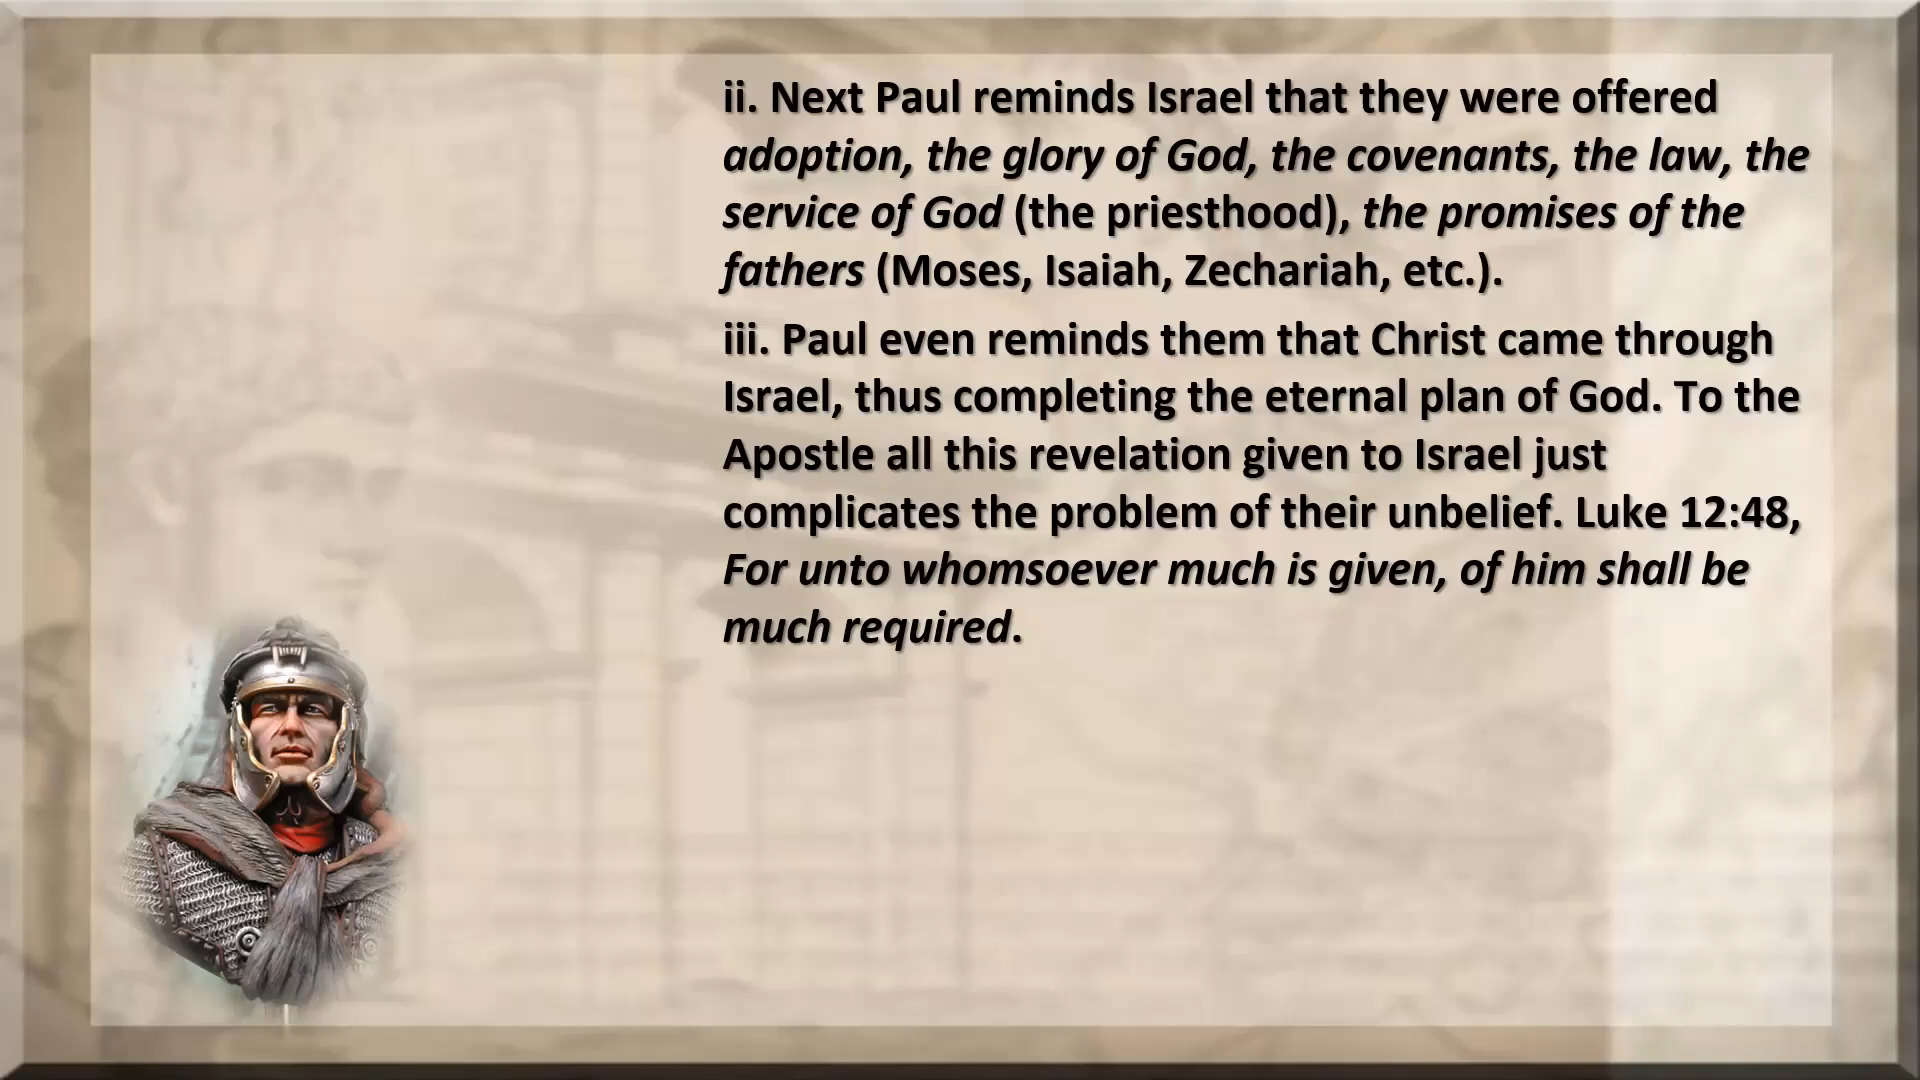 ii. Next Paul reminds Israel that they were offered
adoption, the glory of God, the covenants, the law, the
service of God (the priesthood), the promises of the
fathers (Moses, Isaiah, Zechariah, etc.).
iii. Paul even reminds them that Christ came through
Israel, thus completing the eternal plan of God. To the
Apostle all this revelation given to Israel just
complicates the problem of their unbelief. Luke 12:48,
For unto whomsoever much is given, of him shall be
much required.